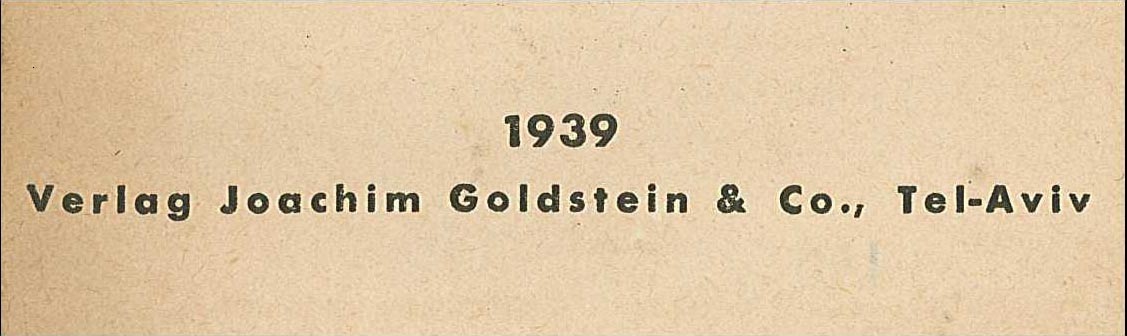 1939
Verlag Joachim Goldstein & Co., Tel-Aviv